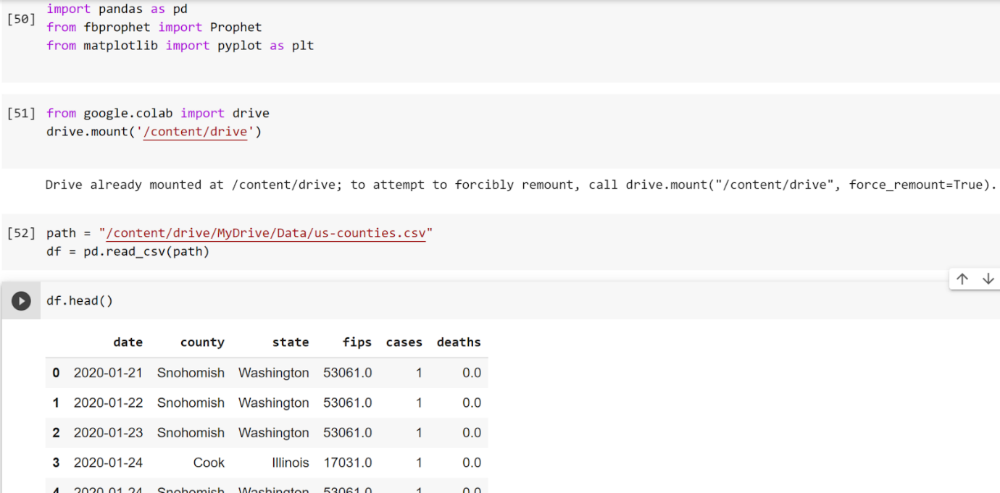 [50]
import pandas as pd
from fbprophet import Prophet
from matplotlib import pyplot as plt
[51] from google.colab import drive
drive.mount('/content/drive')
Drive already mounted at /content/drive; to attempt to forcibly remount, call drive.mount("/content/drive", force_remount=True).
[52] path = "/content/drive/MyDrive/Data/us-counties.csv"
df = pd.read_csv(path)
df.head()
date county state fips cases deaths
0 2020-01-21 Snohomish Washington 53061.0 1 0.0
1 2020-01-22 Snohomish Washington 53061.0 1 0.0
2 2020-01-23 Snohomish Washington 53061.0 1 0.0
3 2020-01-24 Cook Illinois 17031.0 1 0.0
4 2020-01-24 Snohomish Washington 53061.0 1 0.0